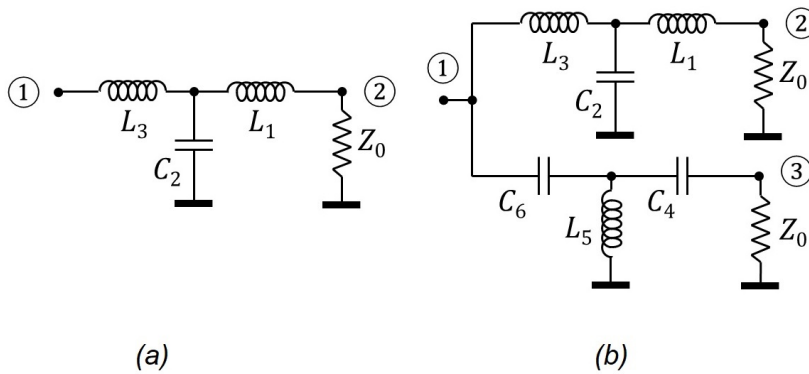 ①
L₃
L₁
②
C₂
Z₀
(a)
①
L₃
L₁
②
C₂
Z₀
③
C₆
C₄
L₅
Z₀
(b)